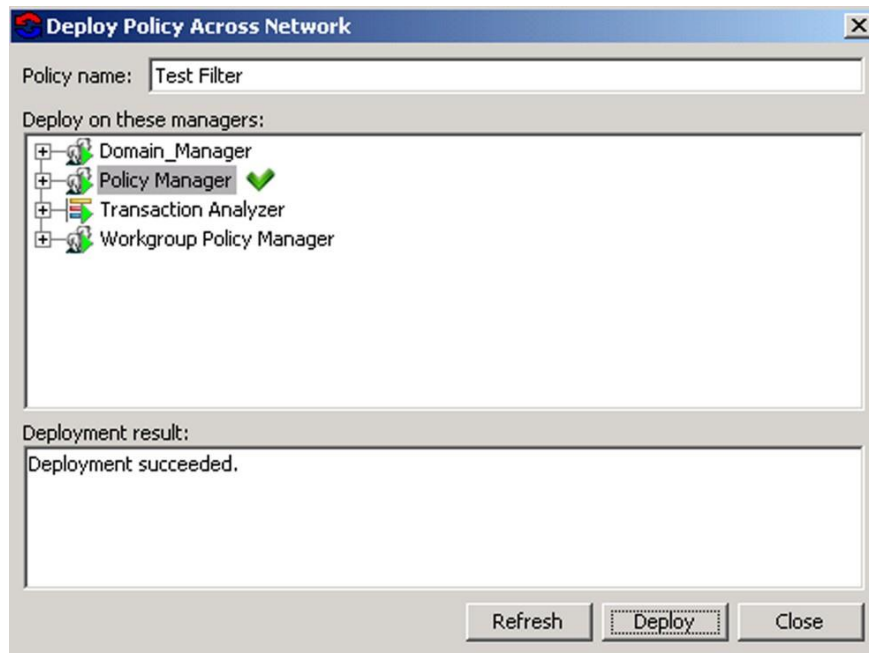 Deploy Policy Across Network
Policy name: Test Filter
Deploy on these managers:
Domain_Manager
Policy Manager
Transaction Analyzer
Workgroup Policy Manager
Deployment result:
Deployment succeeded.
Refresh Deploy Close